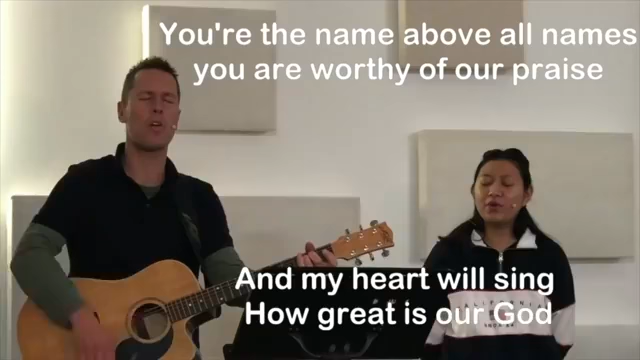 You're the name above all names
you are worthy of our praise
And my heart will sing
How great is our God
CALIFORNIA